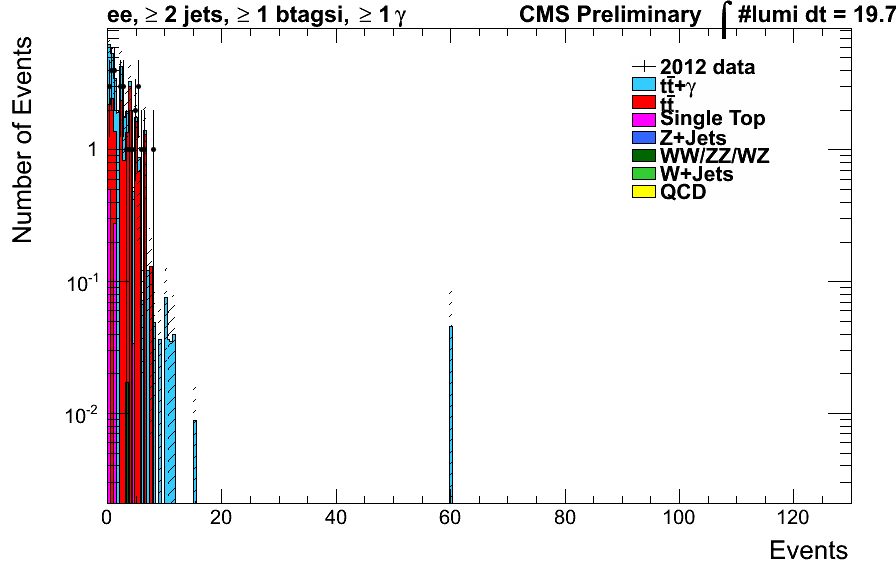 ee, ≥ 2 jets, ≥ 1 btagsi, ≥ 1 γ
CMS Preliminary ∫ #lumi dt = 19.7
Number of Events
2012 data
tt̄+γ
tt̄
Single Top
Z+Jets
WW/ZZ/WZ
W+Jets
QCD
1
10⁻¹
10⁻²
0 20 40 60 80 100 120
Events